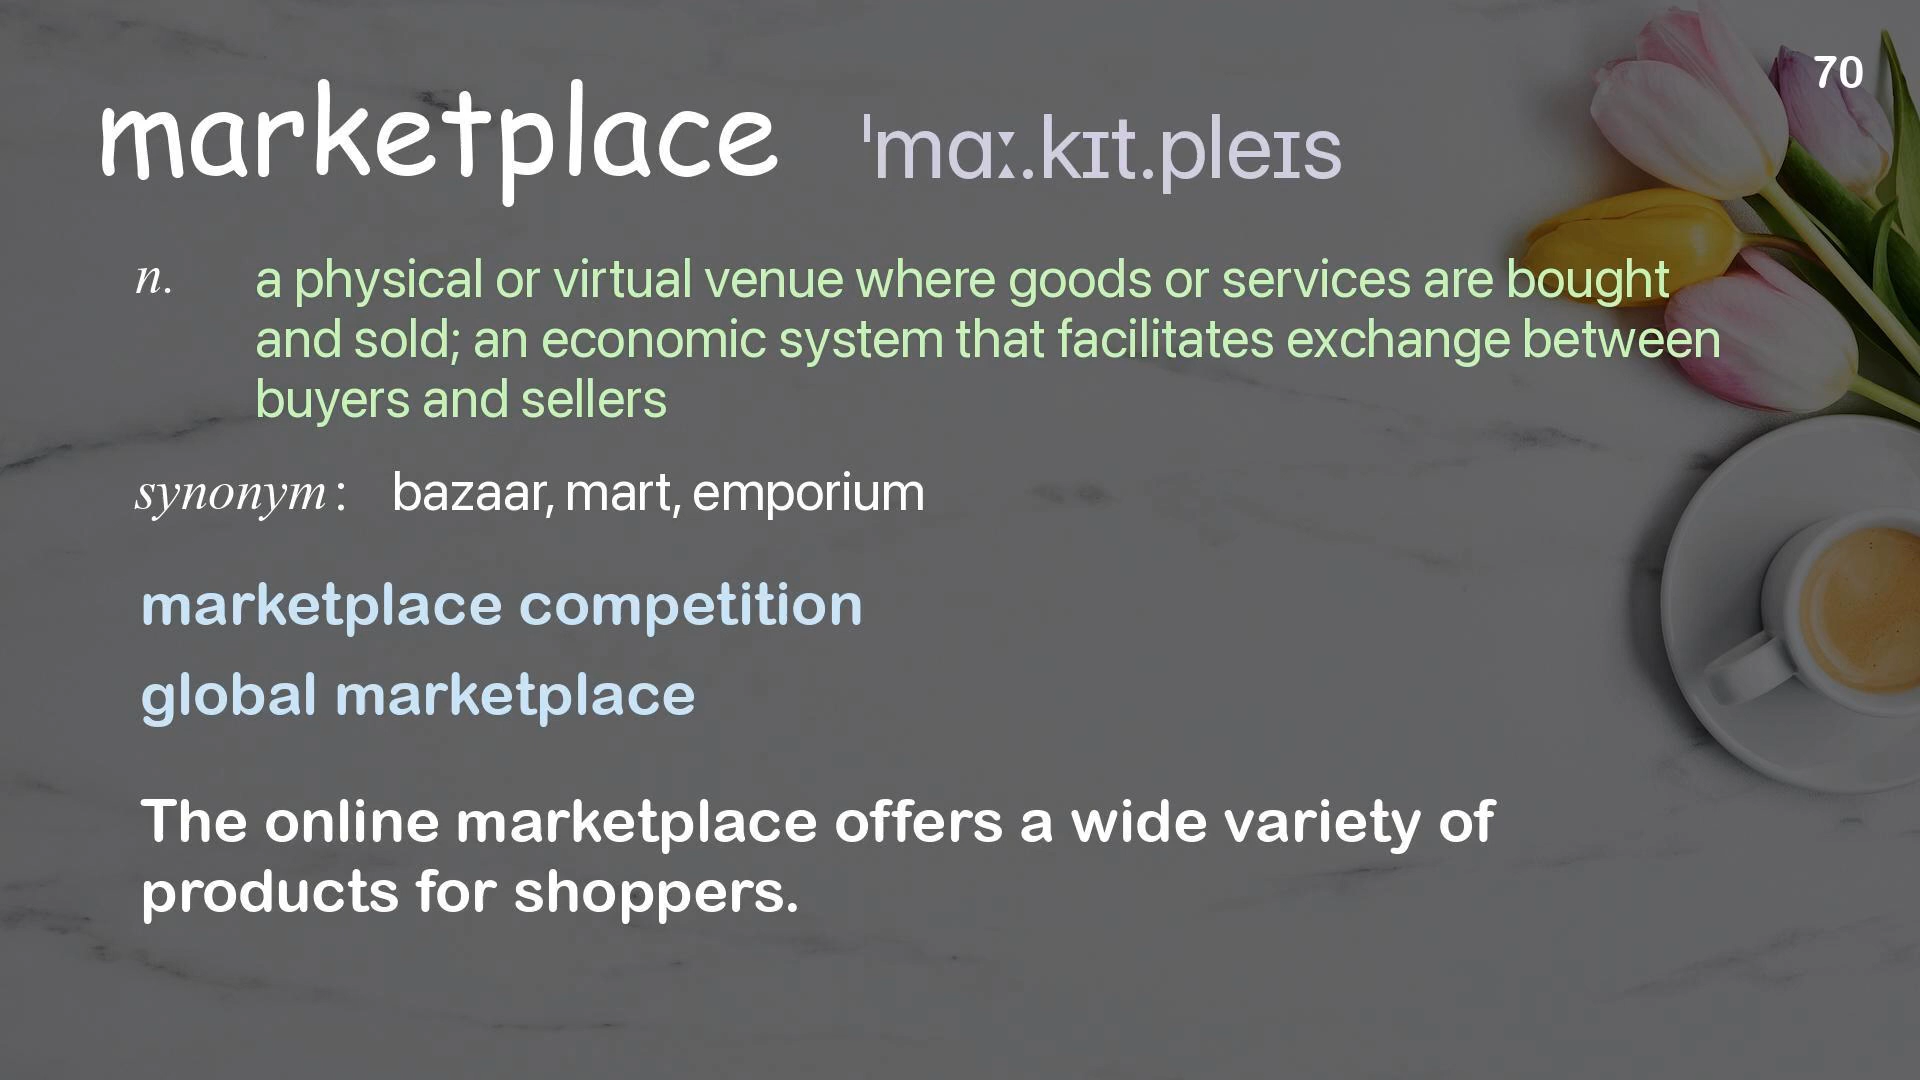 70
marketplace ˈmɑː.kɪt.pleɪs
n. a physical or virtual venue where goods or services are bought
and sold; an economic system that facilitates exchange between
buyers and sellers
synonym: bazaar, mart, emporium
marketplace competition
global marketplace
The online marketplace offers a wide variety of
products for shoppers.